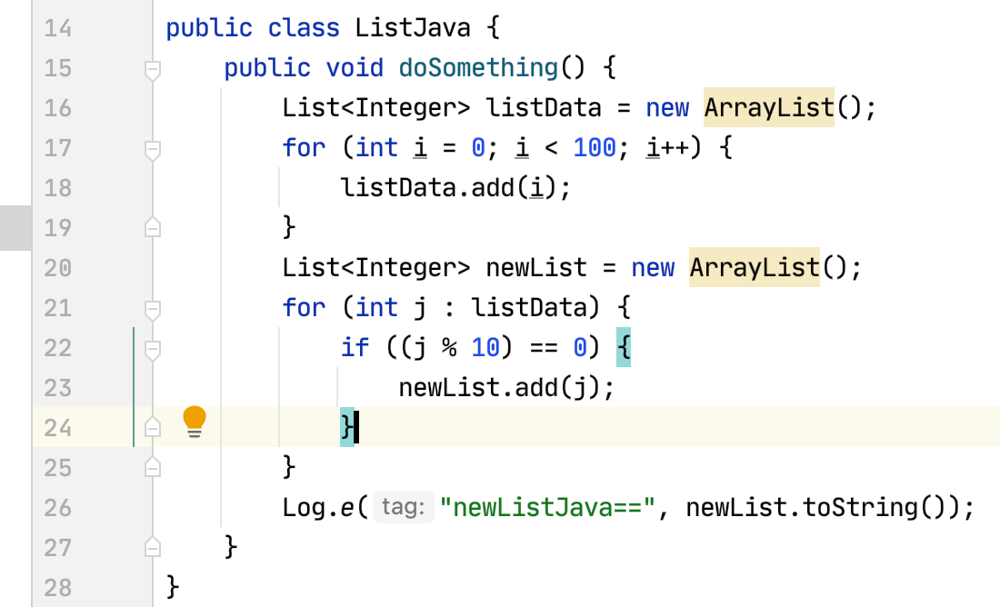 14 public class ListJava {
15 public void doSomething() {
16 List<Integer> listData = new ArrayList();
17 for (int i = 0; i < 100; i++) {
18 listData.add(i);
19 }
20 List<Integer> newList = new ArrayList();
21 for (int j : listData) {
22 if ((j % 10) == 0) {
23 newList.add(j);
24 }
25 }
26 Log.e( tag: "newListJava==", newList.toString());
27 }
28 }